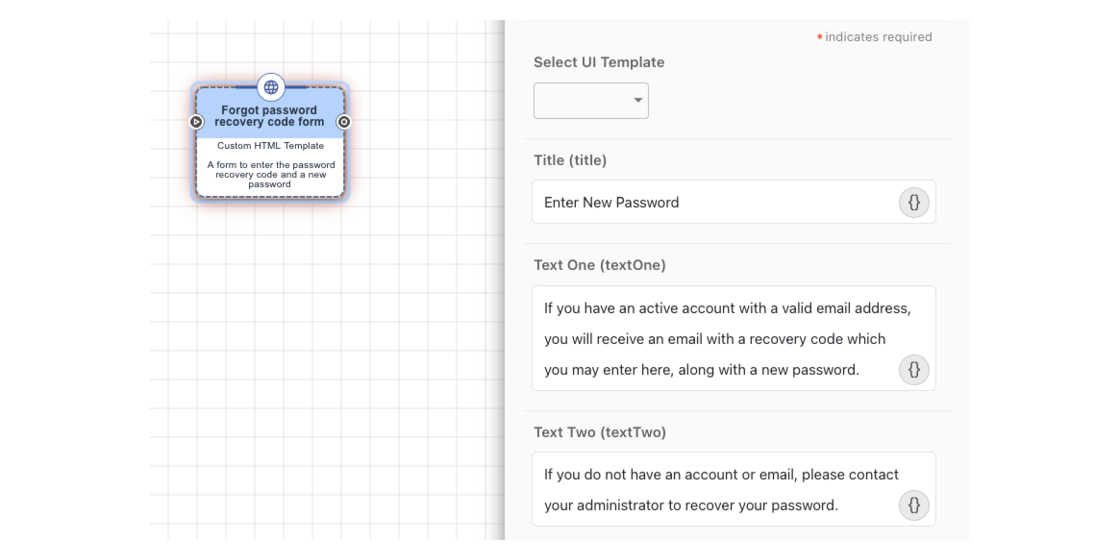 * indicates required
Select UI Template
Forgot password
recovery code form
Custom HTML Template
A form to enter the password
recovery code and a new
password
Title (title)
Enter New Password
{}
Text One (textOne)
If you have an active account with a valid email address,
you will receive an email with a recovery code which
you may enter here, along with a new password.
{}
Text Two (textTwo)
If you do not have an account or email, please contact
your administrator to recover your password.
{}